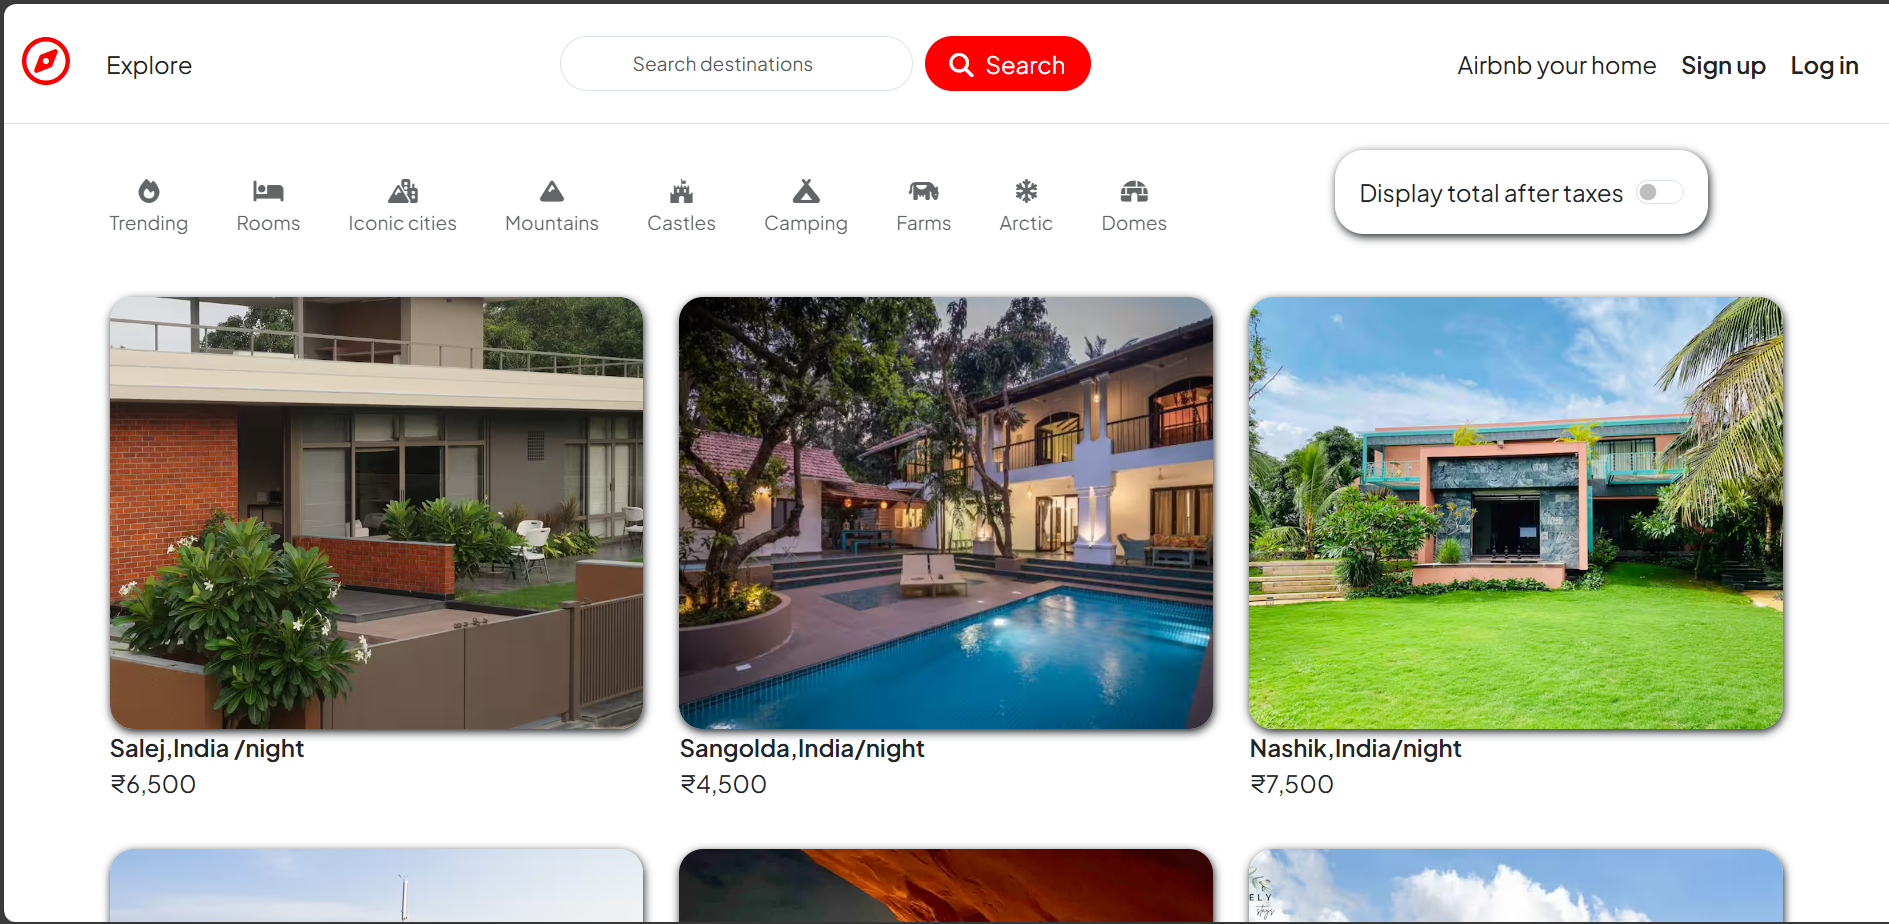 Explore
Search destinations
Search
Airbnb your home
Sign up
Log in
Trending
Rooms
Iconic cities
Mountains
Castles
Camping
Farms
Arctic
Domes
Display total after taxes
Salej,India /night
₹6,500
Sangolda,India/night
₹4,500
Nashik,India/night
₹7,500
ELY
stays